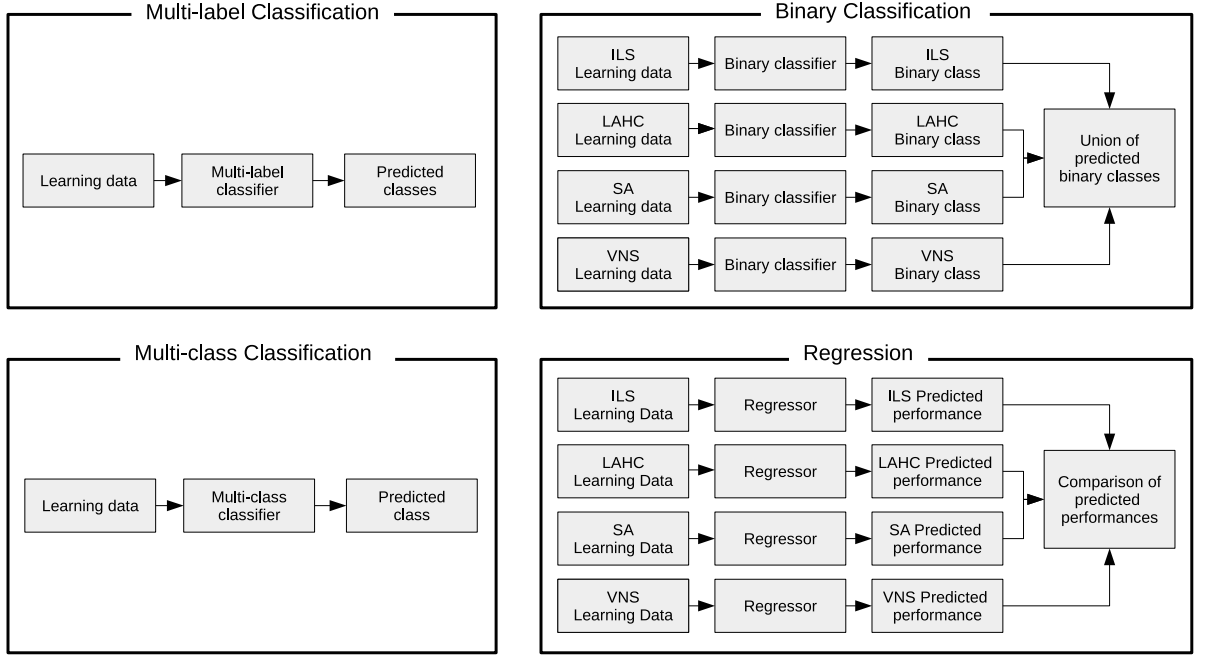 Multi-label Classification
Learning data
Multi-label
classifier
Predicted
classes
Binary Classification
ILS
Learning data
Binary classifier
ILS
Binary class
LAHC
Learning data
Binary classifier
LAHC
Binary class
SA
Learning data
Binary classifier
SA
Binary class
VNS
Learning data
Binary classifier
VNS
Binary class
Union of
predicted
binary classes
Multi-class Classification
Learning data
Multi-class
classifier
Predicted
class
Regression
ILS
Learning Data
Regressor
ILS Predicted
performance
LAHC
Learning Data
Regressor
LAHC Predicted
performance
SA
Learning Data
Regressor
SA Predicted
performance
VNS
Learning Data
Regressor
VNS Predicted
performance
Comparison of
predicted
performances